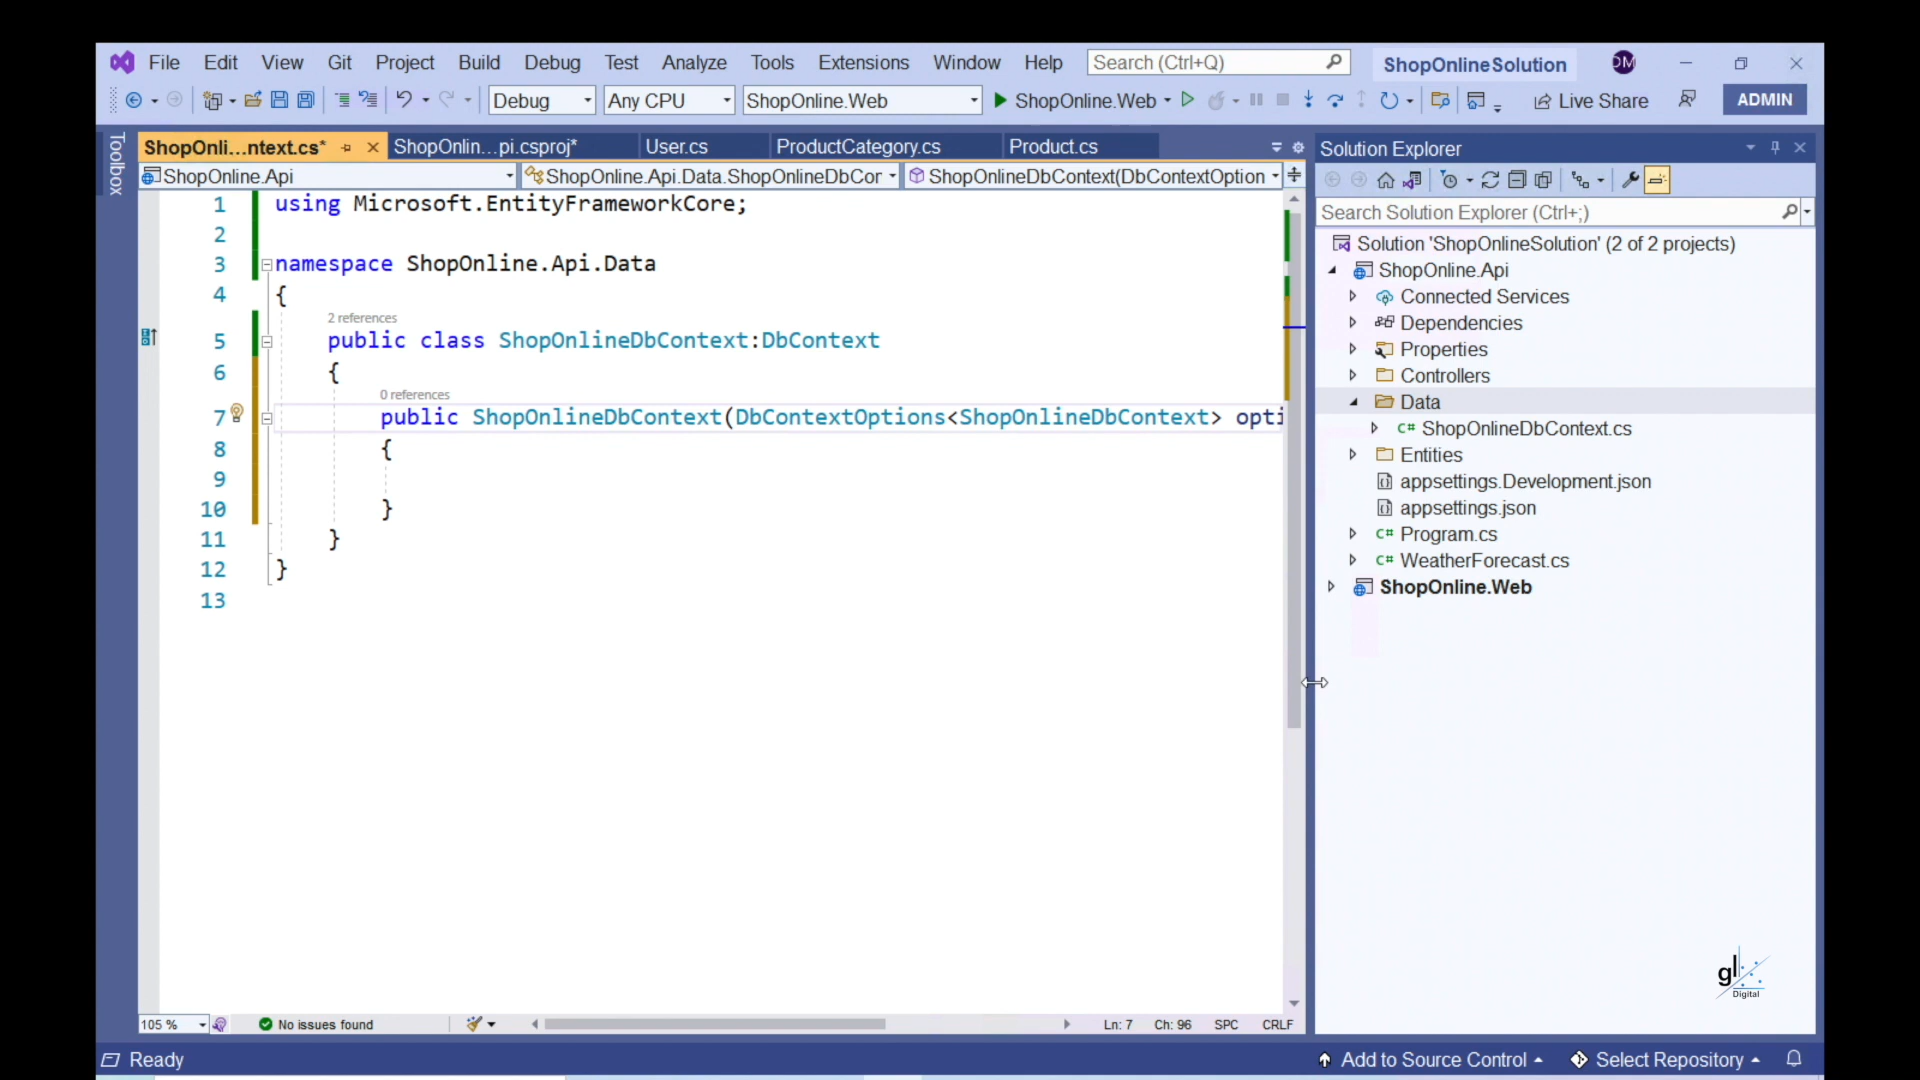 File Edit View Git Project Build Debug Test Analyze Tools Extensions Window Help Search (Ctrl+Q) ShopOnlineSolution DM
Debug Any CPU ShopOnline.Web ShopOnline.Web Live Share ADMIN
Toolbox
ShopOnli...ntext.cs* ShopOnlin...pi.csproj* User.cs ProductCategory.cs Product.cs
ShopOnline.Api ShopOnline.Api.Data.ShopOnlineDbCor ShopOnlineDbContext(DbContextOption
1 using Microsoft.EntityFrameworkCore;
2
3 namespace ShopOnline.Api.Data
4 {
2 references
5 public class ShopOnlineDbContext:DbContext
6 {
0 references
7 public ShopOnlineDbContext(DbContextOptions<ShopOnlineDbContext> opti
8 {
9
10 }
11 }
12 }
13
105 % No issues found Ln: 7 Ch: 96 SPC CRLF
Solution Explorer
Search Solution Explorer (Ctrl+;)
Solution 'ShopOnlineSolution' (2 of 2 projects)
ShopOnline.Api
Connected Services
Dependencies
Properties
Controllers
Data
C# ShopOnlineDbContext.cs
Entities
appsettings.Development.json
appsettings.json
C# Program.cs
C# WeatherForecast.cs
ShopOnline.Web
gl
Digital
Ready Add to Source Control Select Repository